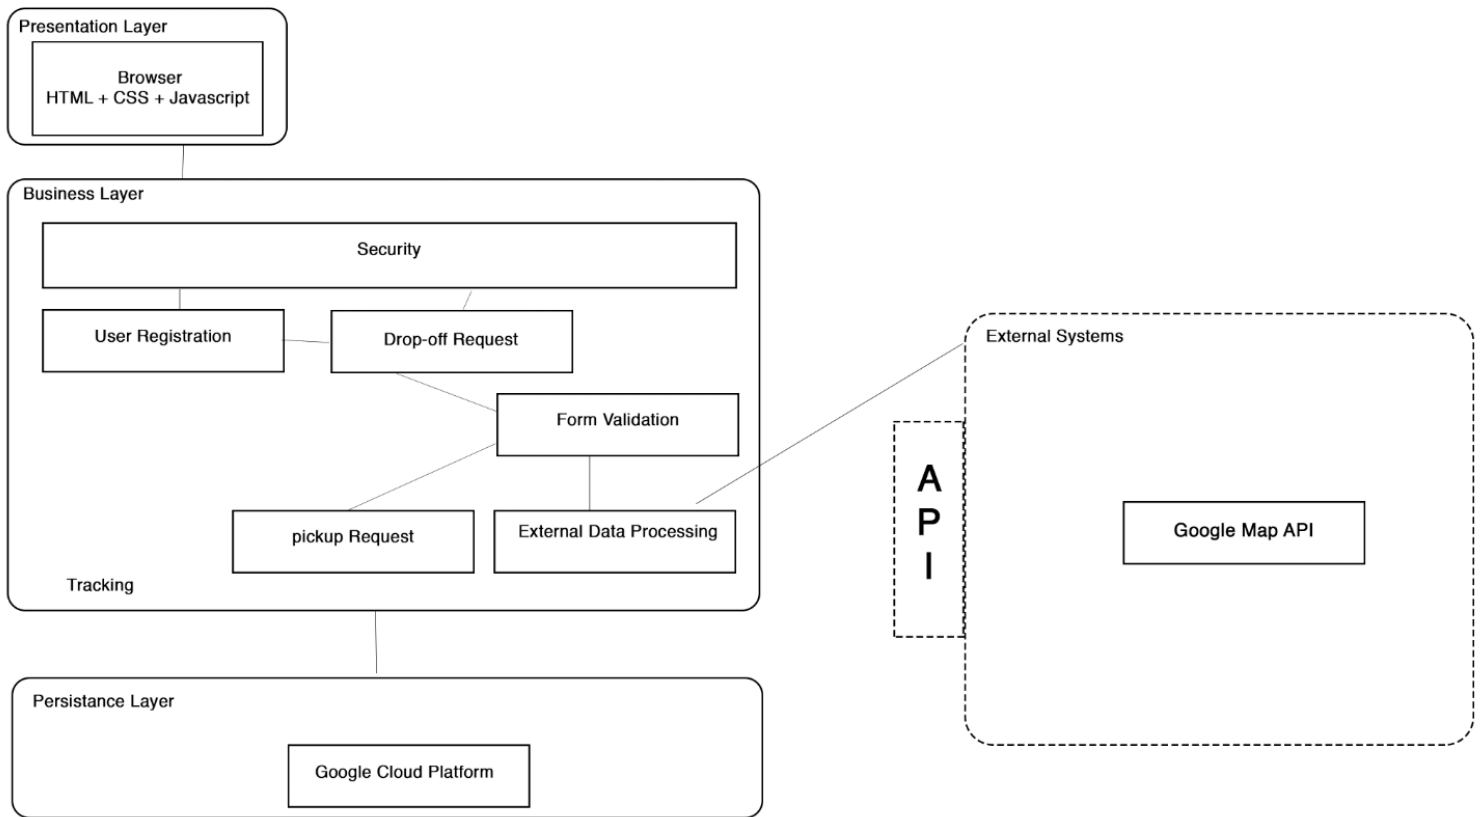 Presentation Layer
Browser
HTML + CSS + Javascript
Business Layer
Security
User Registration
Drop-off Request
Form Validation
pickup Request
External Data Processing
Tracking
External Systems
A
P
I
Google Map API
Persistance Layer
Google Cloud Platform